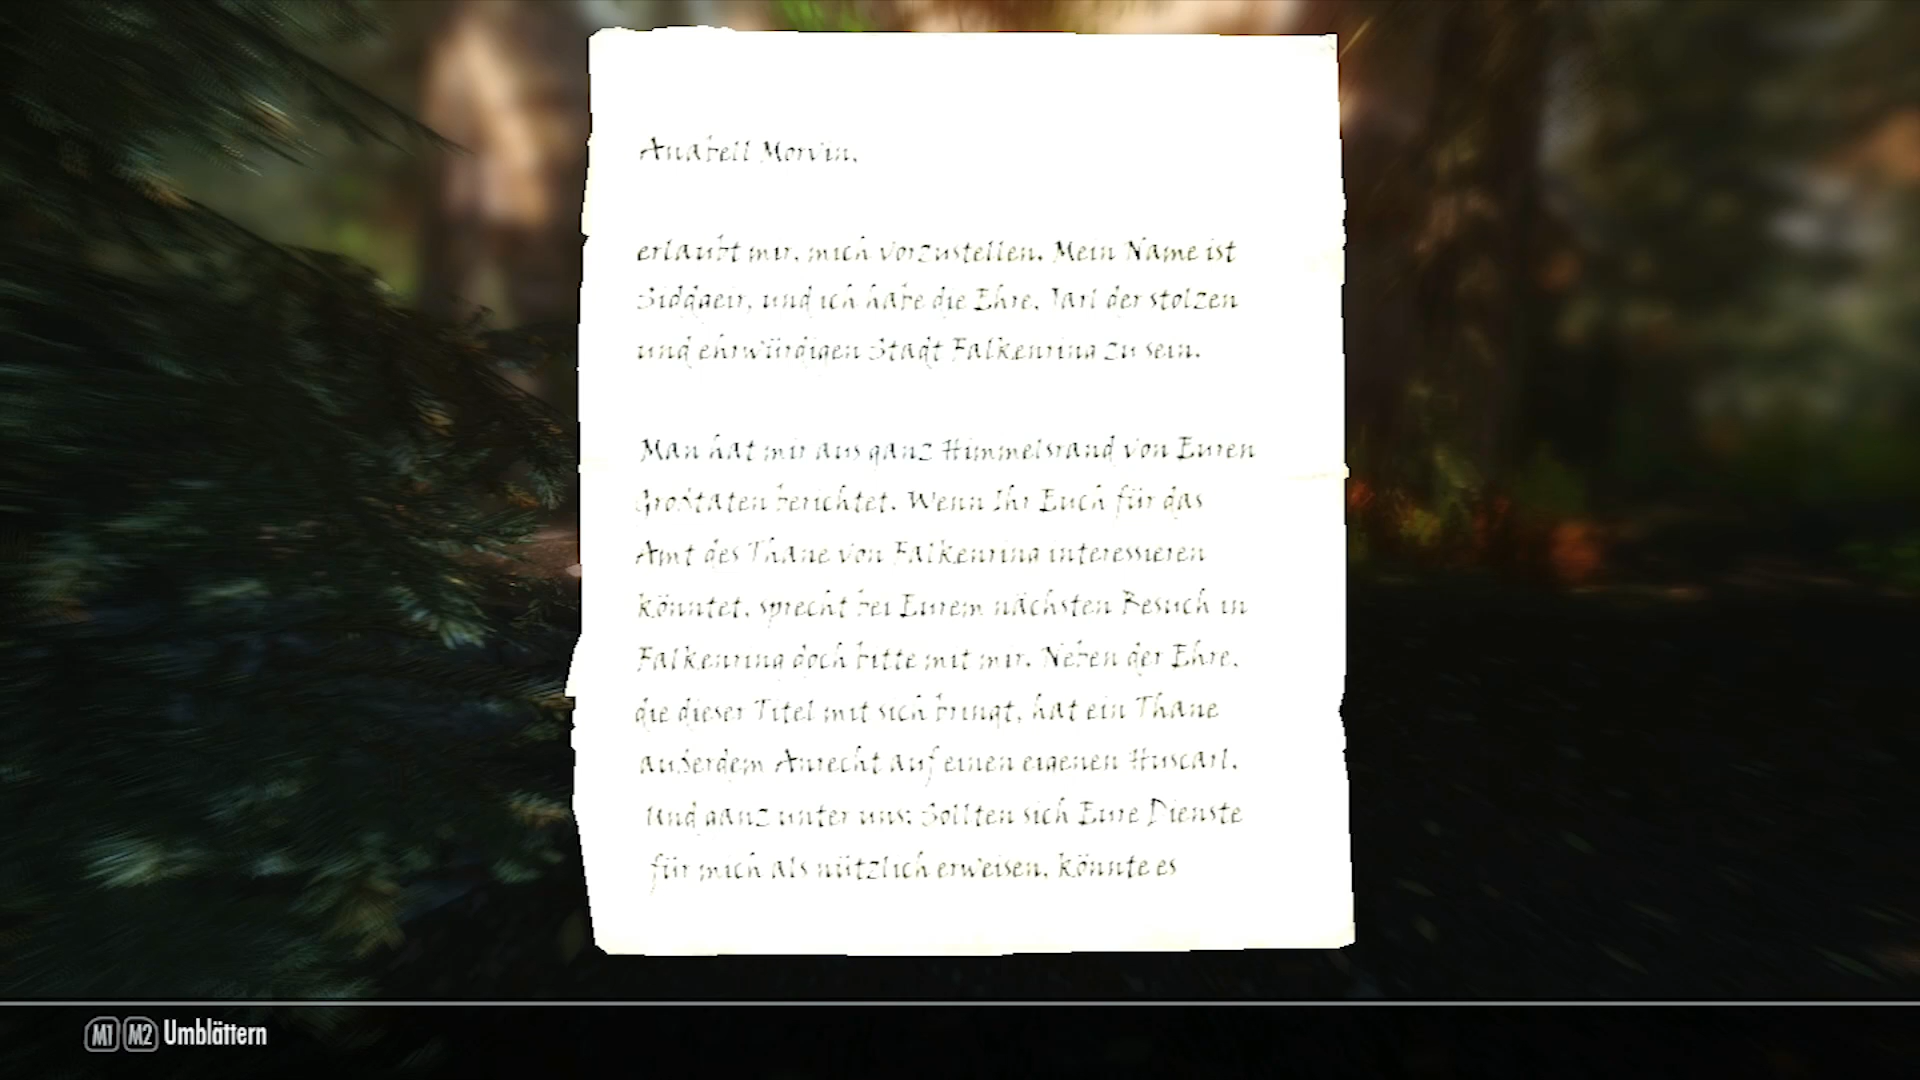 Anabell Morvin,
erlaubt mir, mich vorzustellen. Mein Name ist
Siddgeir, und ich habe die Ehre, Jarl der stolzen
und ehrwürdigen Stadt Falkenring zu sein.
Man hat mir aus ganz Himmelsrand von Euren
Großtaten berichtet. Wenn Ihr Euch für das
Amt des Thane von Falkenring interessieren
könntet, sprecht bei Eurem nächsten Besuch in
Falkenring doch bitte mit mir. Neben der Ehre,
die dieser Titel mit sich bringt, hat ein Thane
außerdem Anrecht auf einen eigenen Huscarl.
Und ganz unter uns: Sollten sich Eure Dienste
für mich als nützlich erweisen, könnte es
M1 M2 Umblättern